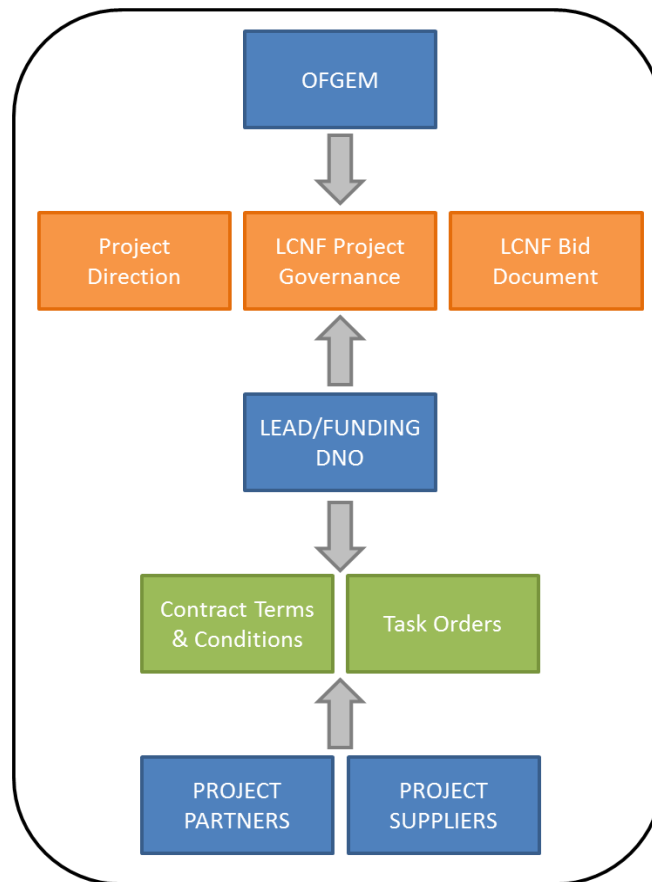 OFGEM
Project
Direction
LCNF Project
Governance
LCNF Bid
Document
LEAD/FUNDING
DNO
Contract Terms
& Conditions
Task Orders
PROJECT
PARTNERS
PROJECT
SUPPLIERS